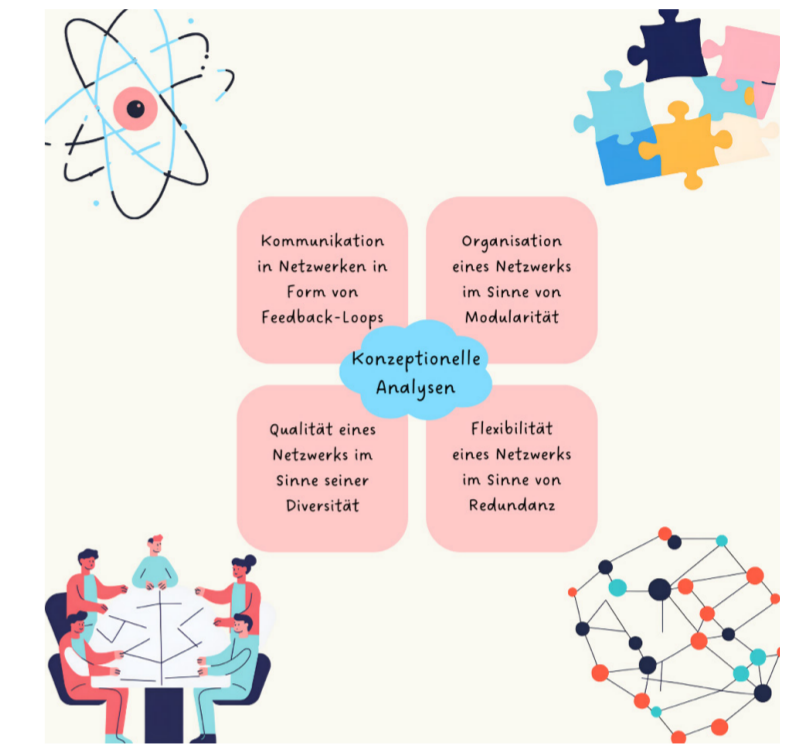 Kommunikation
in Netzwerken in
Form von
Feedback-Loops
Organisation
eines Netzwerks
im Sinne von
Modularität
Konzeptionelle
Analysen
Qualität eines
Netzwerks im
Sinne seiner
Diversität
Flexibilität
eines Netzwerks
im Sinne von
Redundanz